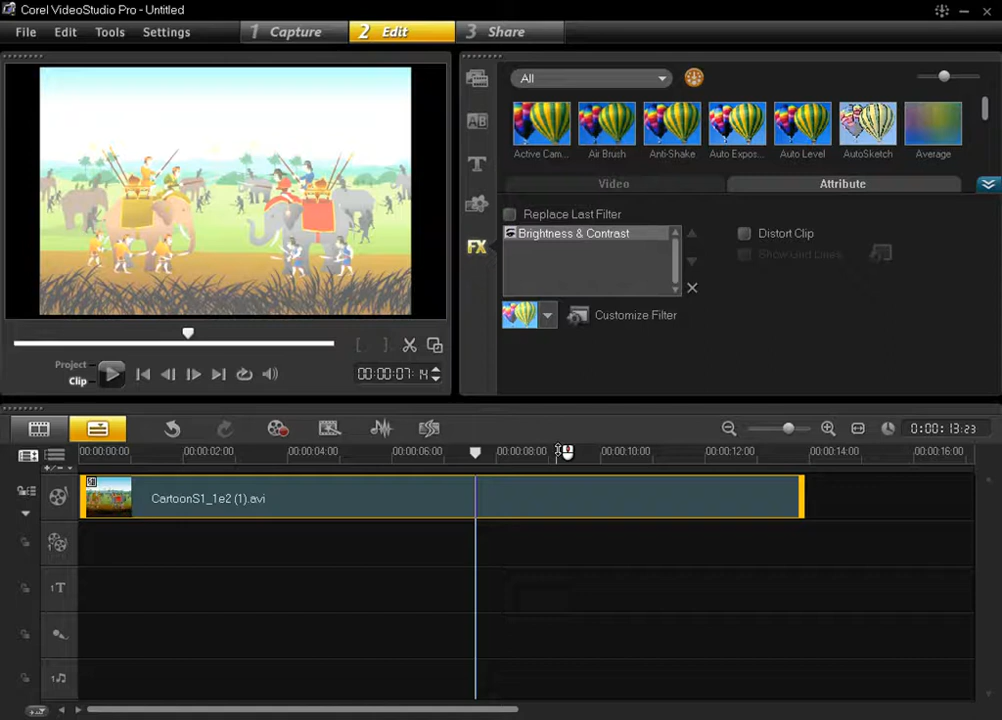 Corel VideoStudio Pro - Untitled
File Edit Tools Settings 1 Capture 2 Edit 3 Share
All
Active Cam... Air Brush Anti-Shake Auto Expos... Auto Level AutoSketch Average
Video Attribute
Replace Last Filter
Brightness & Contrast
Distort Clip
Show Grid Lines
Customize Filter
Project
Clip
00:00:07:14
0:00:13:23
00:00:00:00 00:00:02:00 00:00:04:00 00:00:06:00 00:00:08:00 00:00:10:00 00:00:12:00 00:00:14:00 00:00:16:00
CartoonS1_1e2 (1).avi
AB
T
FX
1T
1